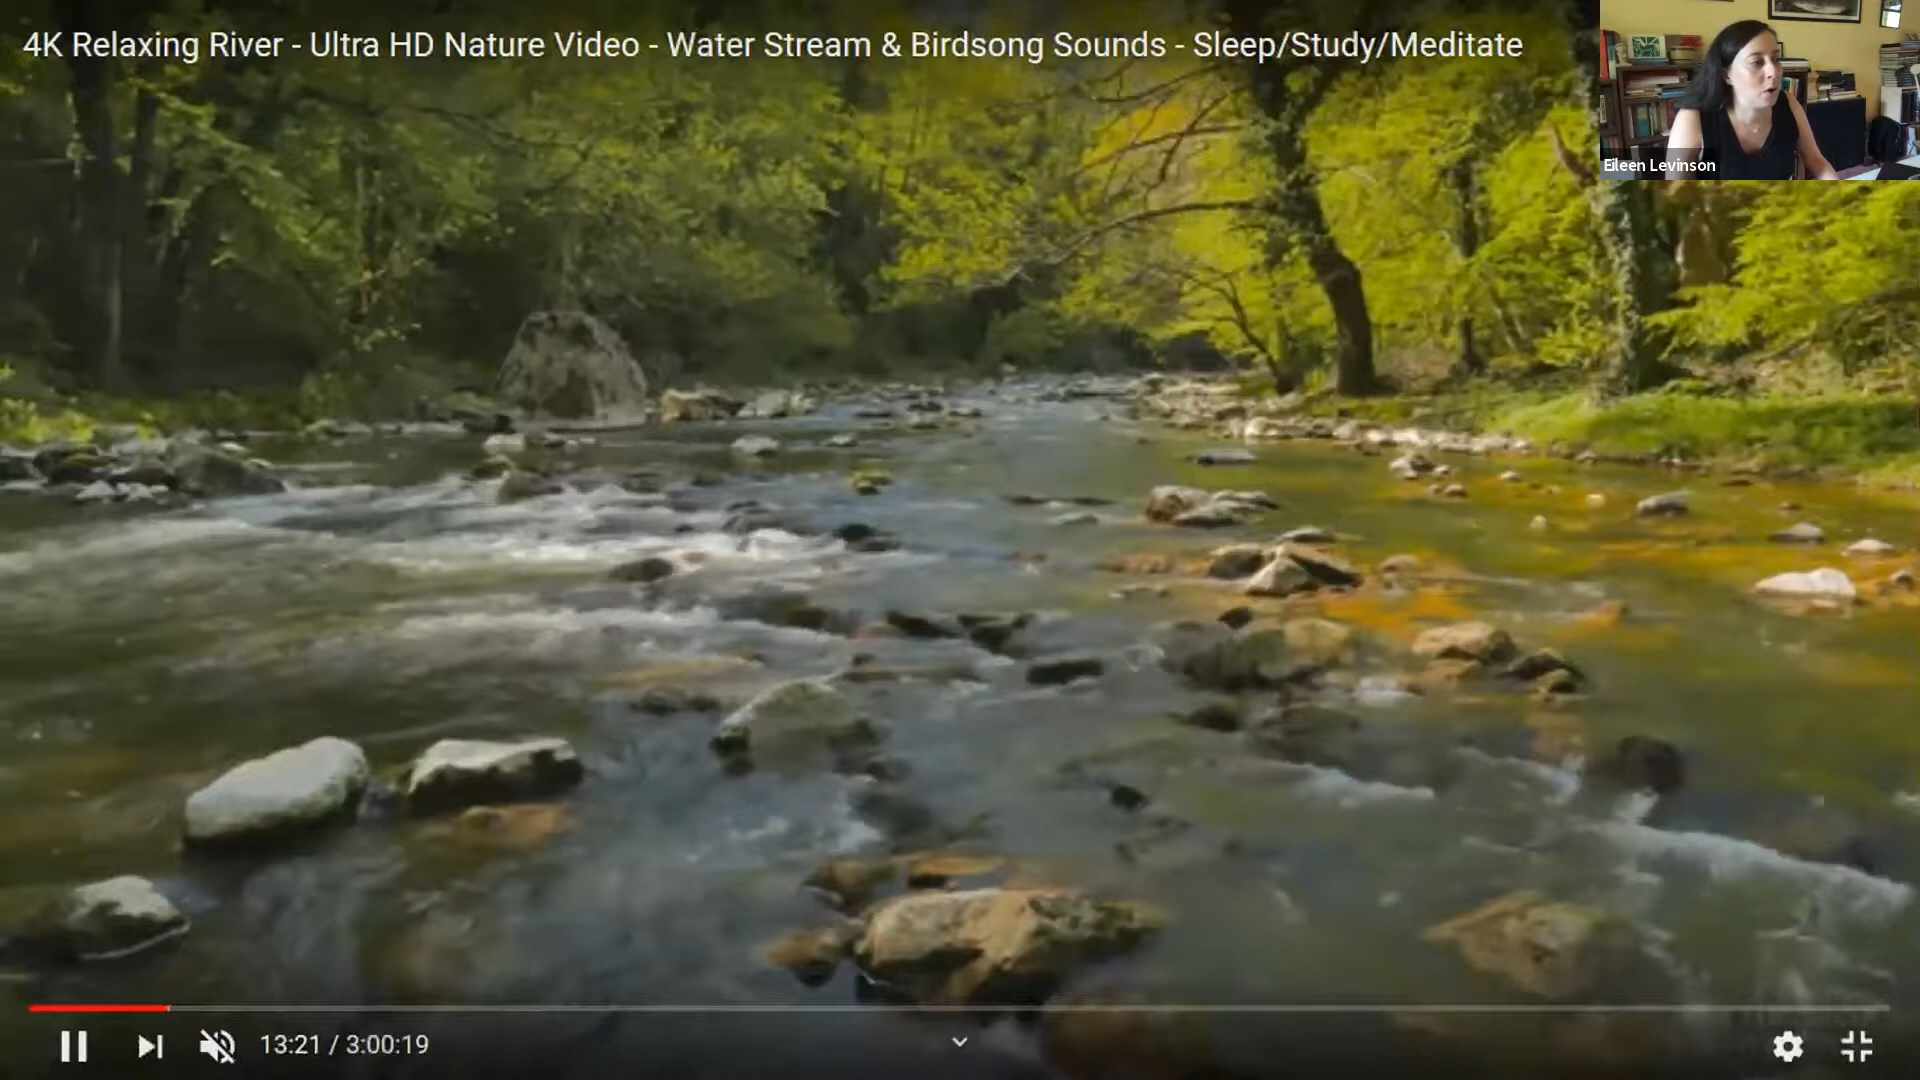 4K Relaxing River - Ultra HD Nature Video - Water Stream & Birdsong Sounds - Sleep/Study/Meditate
Eileen Levinson
13:21 / 3:00:19